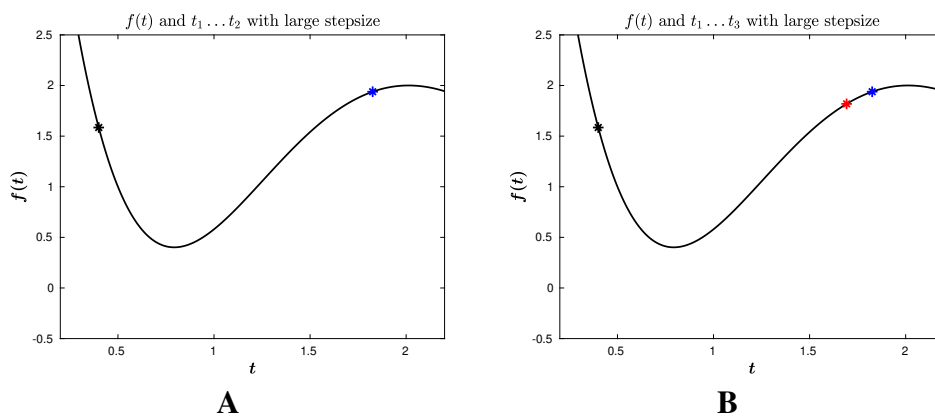 f(t) and t₁ … t₂ with large stepsize
2.5
2
1.5
1
0.5
0
-0.5
f(t)
0.5 1 1.5 2
t
A
f(t) and t₁ … t₃ with large stepsize
2.5
2
1.5
1
0.5
0
-0.5
f(t)
0.5 1 1.5 2
t
B